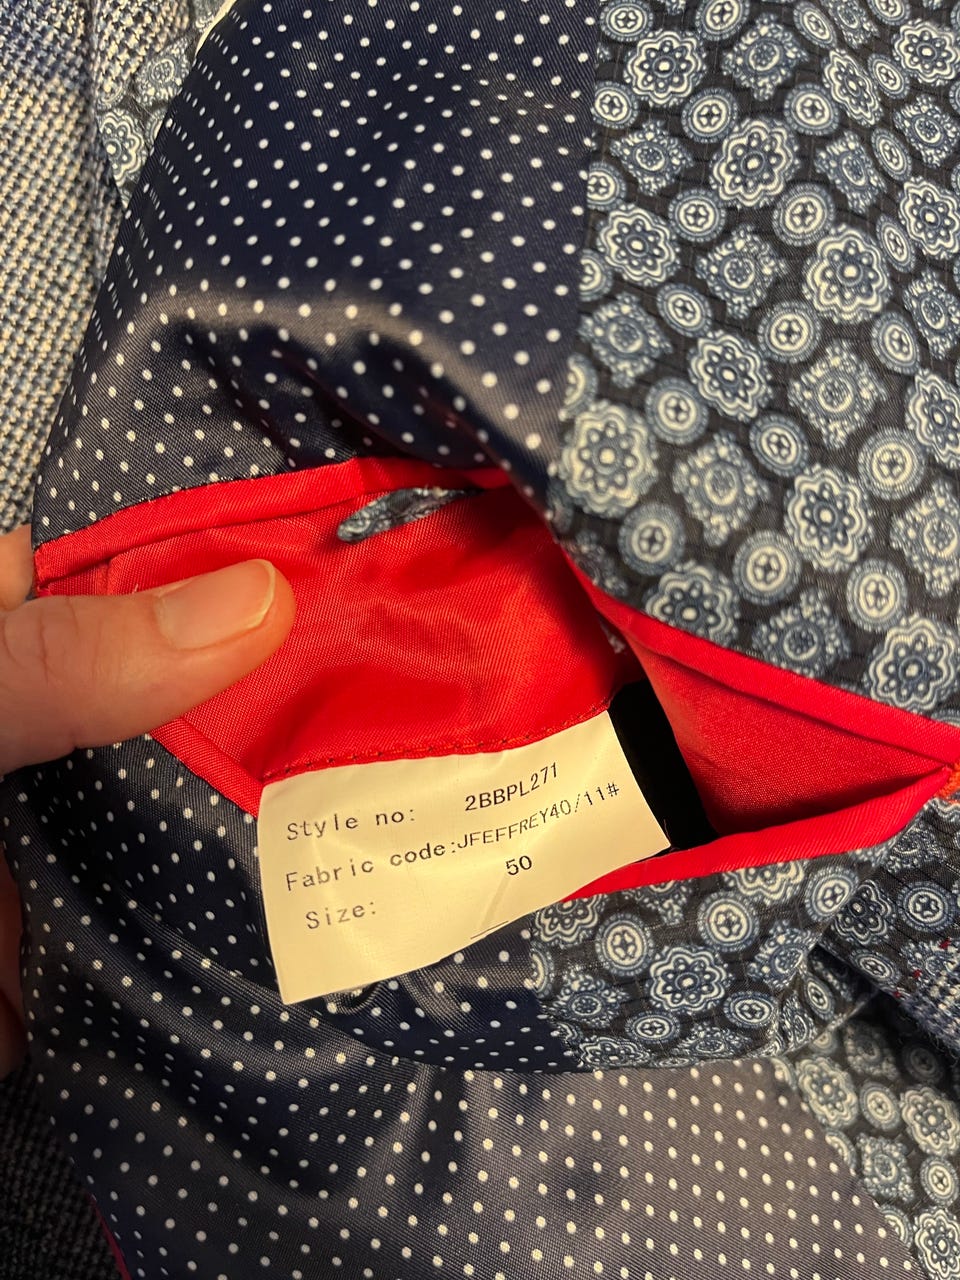 Style no: 2BBPL271
Fabric code:JFEFFREY40/11#
Size: 50